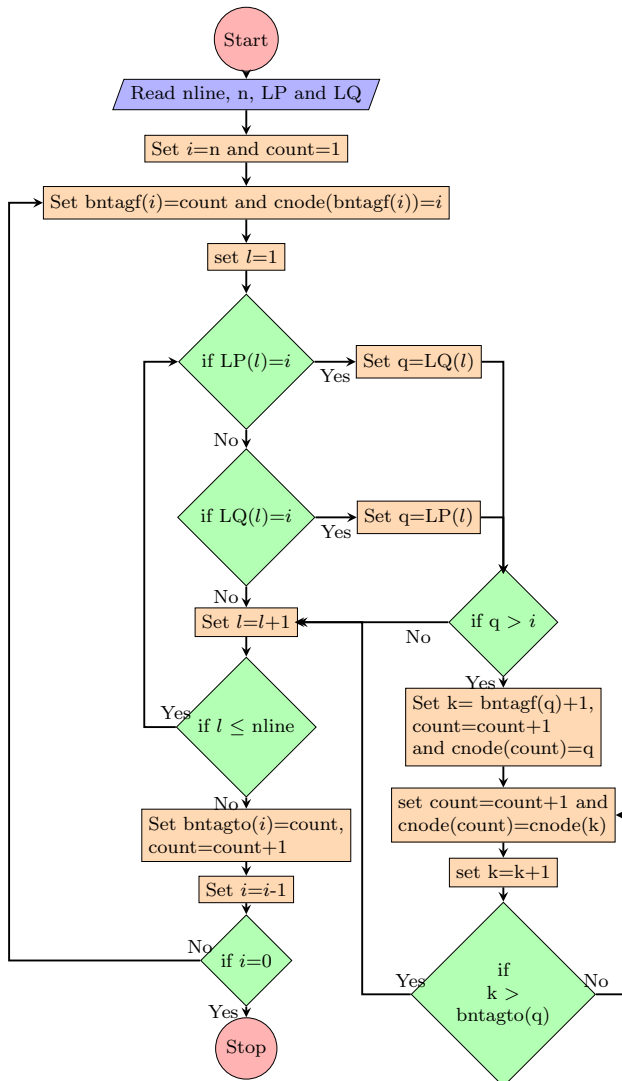 Start
Read nline, n, LP and LQ
Set i=n and count=1
Set bntagf(i)=count and cnode(bntagf(i))=i
set l=1
if LP(l)=i
Yes
Set q=LQ(l)
No
if LQ(l)=i
Yes
Set q=LP(l)
No
Set l=l+1
No
if q > i
Yes
Set k= bntagf(q)+1,
count=count+1
and cnode(count)=q
Yes
if l ≤ nline
No
set count=count+1 and
cnode(count)=cnode(k)
Set bntagto(i)=count,
count=count+1
set k=k+1
Set i=i-1
No
if i=0
Yes
Yes
if
k >
bntagto(q)
No
Stop